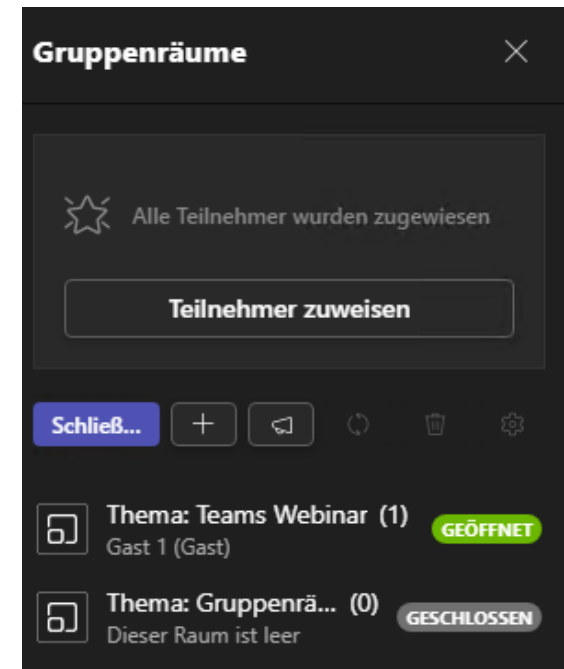 Gruppenräume
Alle Teilnehmer wurden zugewiesen
Teilnehmer zuweisen
Schließ...
Thema: Teams Webinar (1)
GEÖFFNET
Gast 1 (Gast)
Thema: Gruppenrä... (0)
GESCHLOSSEN
Dieser Raum ist leer